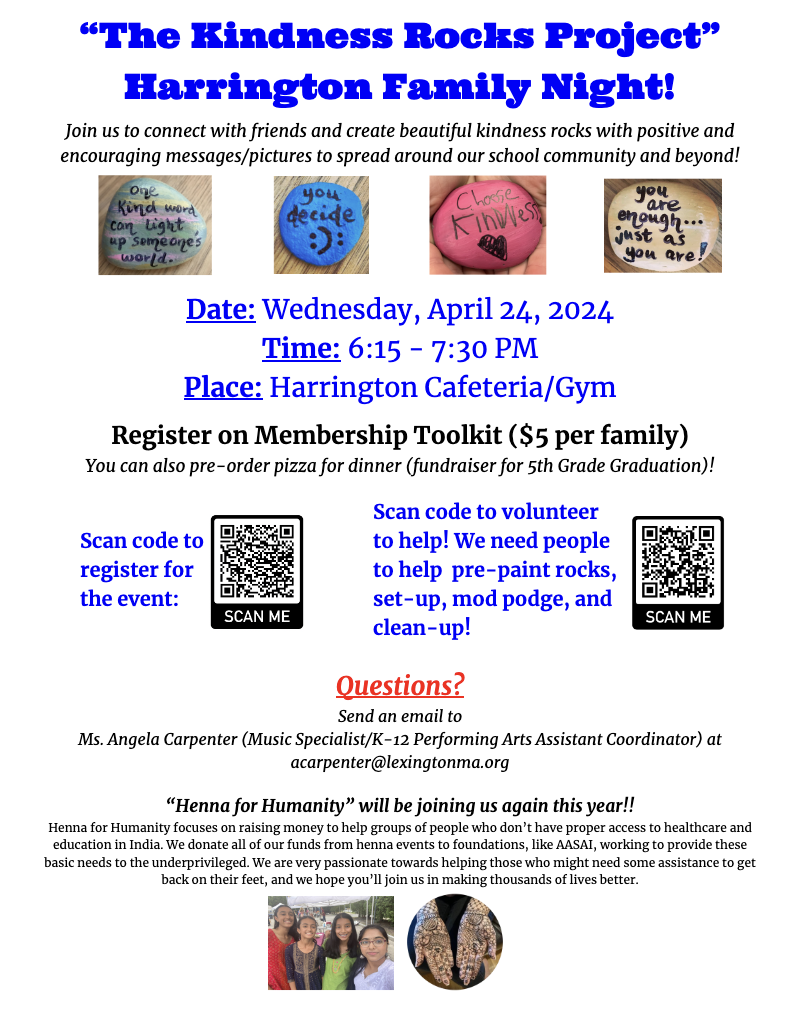 “The Kindness Rocks Project”
Harrington Family Night!
Join us to connect with friends and create beautiful kindness rocks with positive and
encouraging messages/pictures to spread around our school community and beyond!
one
Kind word
can light
up someone's
world.
you
decide
:):
Choose
KinNess
you
are
enough...
just as
you are!
Date: Wednesday, April 24, 2024
Time: 6:15 - 7:30 PM
Place: Harrington Cafeteria/Gym
Register on Membership Toolkit ($5 per family)
You can also pre-order pizza for dinner (fundraiser for 5th Grade Graduation)!
Scan code to
register for
the event:
SCAN ME
Scan code to volunteer
to help! We need people
to help  pre-paint rocks,
set-up, mod podge, and
clean-up!
SCAN ME
Questions?
Send an email to
Ms. Angela Carpenter (Music Specialist/K-12 Performing Arts Assistant Coordinator) at
acarpenter@lexingtonma.org
“Henna for Humanity” will be joining us again this year!!
Henna for Humanity focuses on raising money to help groups of people who don’t have proper access to healthcare and
education in India. We donate all of our funds from henna events to foundations, like AASAI, working to provide these
basic needs to the underprivileged. We are very passionate towards helping those who might need some assistance to get
back on their feet, and we hope you’ll join us in making thousands of lives better.